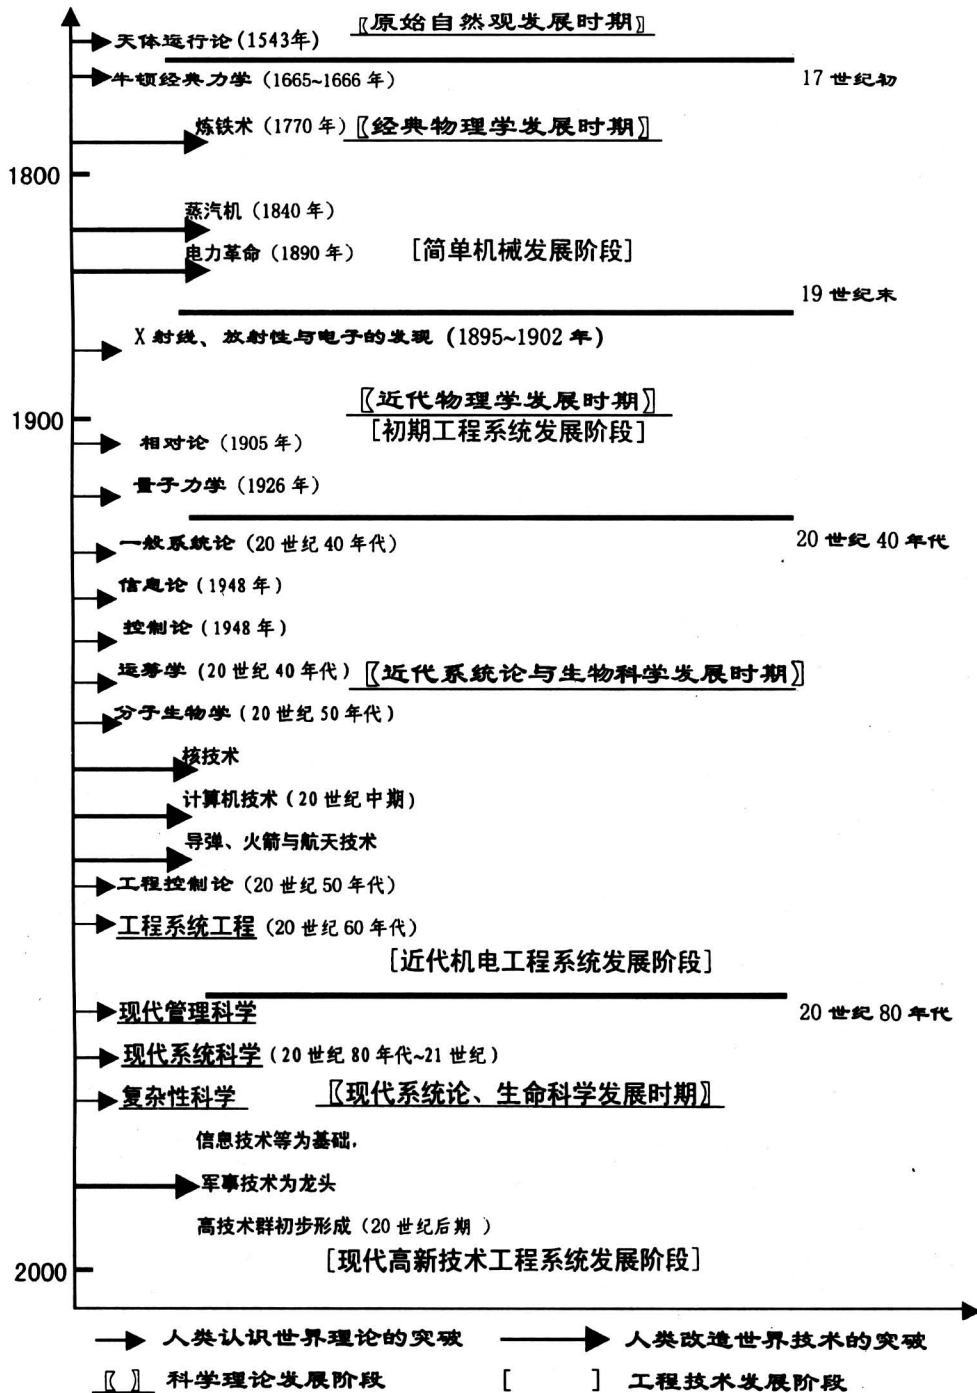 〖原始自然观发展时期〗
天体运行论(1543年)
牛顿经典力学(1665~1666年)
17世纪初
炼铁术(1770年)〖经典物理学发展时期〗
1800
蒸汽机(1840年)
电力革命(1890年) [简单机械发展阶段]
19世纪末
X射线、放射性与电子的发现(1895~1902年)
〖近代物理学发展时期〗
1900
[初期工程系统发展阶段]
相对论(1905年)
量子力学(1926年)
一般系统论(20世纪40年代)
20世纪40年代
信息论(1948年)
控制论(1948年)
运筹学(20世纪40年代)〖近代系统论与生物科学发展时期〗
分子生物学(20世纪50年代)
核技术
计算机技术(20世纪中期)
导弹、火箭与航天技术
工程控制论(20世纪50年代)
工程系统工程(20世纪60年代)
[近代机电工程系统发展阶段]
现代管理科学
20世纪80年代
现代系统科学(20世纪80年代~21世纪)
复杂性科学 〖现代系统论、生命科学发展时期〗
信息技术等为基础.
军事技术为龙头
高技术群初步形成(20世纪后期)
[现代高新技术工程系统发展阶段]
2000
人类认识世界理论的突破 人类改造世界技术的突破
〖 〗 科学理论发展阶段 [ ] 工程技术发展阶段